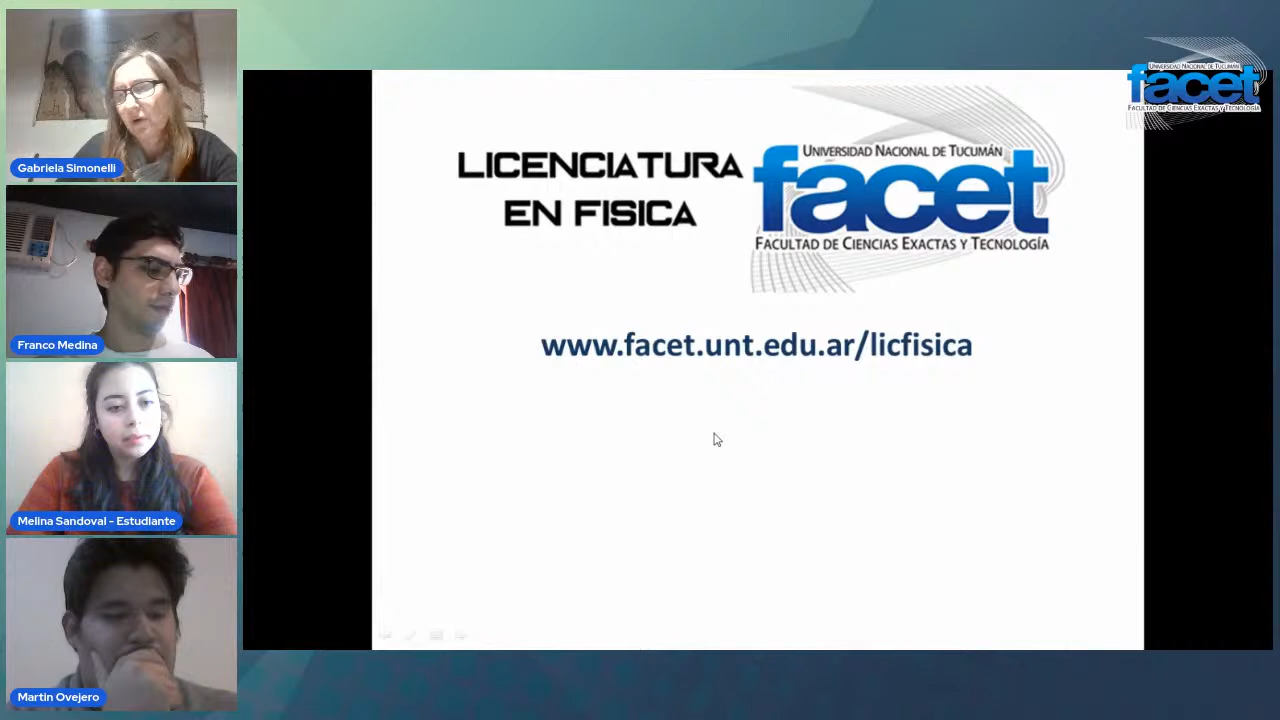 Gabriela Simonelli
Franco Medina
Melina Sandoval - Estudiante
Martin Ovejero
LICENCIATURA
EN FISICA
UNIVERSIDAD NACIONAL DE TUCUMÁN
facet
FACULTAD DE CIENCIAS EXACTAS Y TECNOLOGÍA
www.facet.unt.edu.ar/licfisica
UNIVERSIDAD NACIONAL DE TUCUMÁN
facet
FACULTAD DE CIENCIAS EXACTAS Y TECNOLOGÍA